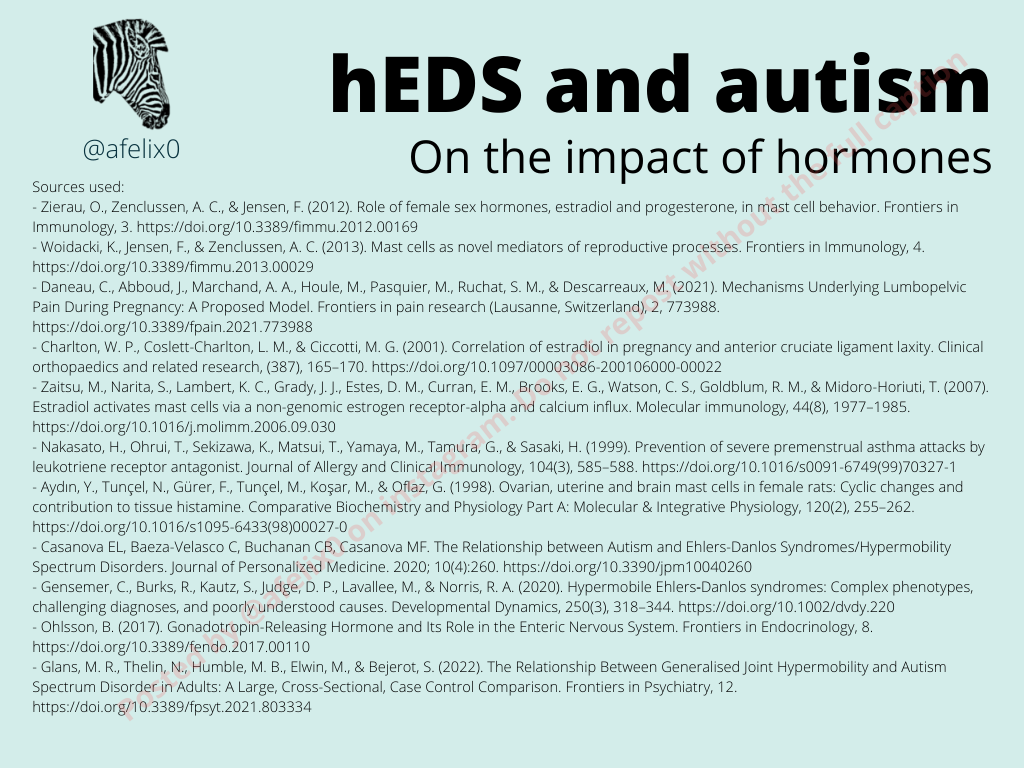 hEDS and autism
@afelix0
On the impact of hormones
Sources used:
- Zierau, O., Zenclussen, A. C., & Jensen, F. (2012). Role of female sex hormones, estradiol and progesterone, in mast cell behavior. Frontiers in
Immunology, 3. https://doi.org/10.3389/fimmu.2012.00169
- Woidacki, K., Jensen, F., & Zenclussen, A. C. (2013). Mast cells as novel mediators of reproductive processes. Frontiers in Immunology, 4.
https://doi.org/10.3389/fimmu.2013.00029
- Daneau, C., Abboud, J., Marchand, A. A., Houle, M., Pasquier, M., Ruchat, S. M., & Descarreaux, M. (2021). Mechanisms Underlying Lumbopelvic
Pain During Pregnancy: A Proposed Model. Frontiers in pain research (Lausanne, Switzerland), 2, 773988.
https://doi.org/10.3389/fpain.2021.773988
- Charlton, W. P., Coslett-Charlton, L. M., & Ciccotti, M. G. (2001). Correlation of estradiol in pregnancy and anterior cruciate ligament laxity. Clinical
orthopaedics and related research, (387), 165–170. https://doi.org/10.1097/00003086-200106000-00022
- Zaitsu, M., Narita, S., Lambert, K. C., Grady, J. J., Estes, D. M., Curran, E. M., Brooks, E. G., Watson, C. S., Goldblum, R. M., & Midoro-Horiuti, T. (2007).
Estradiol activates mast cells via a non-genomic estrogen receptor-alpha and calcium influx. Molecular immunology, 44(8), 1977–1985.
https://doi.org/10.1016/j.molimm.2006.09.030
- Nakasato, H., Ohrui, T., Sekizawa, K., Matsui, T., Yamaya, M., Tamura, G., & Sasaki, H. (1999). Prevention of severe premenstrual asthma attacks by
leukotriene receptor antagonist. Journal of Allergy and Clinical Immunology, 104(3), 585–588. https://doi.org/10.1016/s0091-6749(99)70327-1
- Aydın, Y., Tunçel, N., Gürer, F., Tunçel, M., Koşar, M., & Oflaz, G. (1998). Ovarian, uterine and brain mast cells in female rats: Cyclic changes and
contribution to tissue histamine. Comparative Biochemistry and Physiology Part A: Molecular & Integrative Physiology, 120(2), 255–262.
https://doi.org/10.1016/s1095-6433(98)00027-0
- Casanova EL, Baeza-Velasco C, Buchanan CB, Casanova MF. The Relationship between Autism and Ehlers-Danlos Syndromes/Hypermobility
Spectrum Disorders. Journal of Personalized Medicine. 2020; 10(4):260. https://doi.org/10.3390/jpm10040260
- Gensemer, C., Burks, R., Kautz, S., Judge, D. P., Lavallee, M., & Norris, R. A. (2020). Hypermobile Ehlers‐Danlos syndromes: Complex phenotypes,
challenging diagnoses, and poorly understood causes. Developmental Dynamics, 250(3), 318–344. https://doi.org/10.1002/dvdy.220
- Ohlsson, B. (2017). Gonadotropin-Releasing Hormone and Its Role in the Enteric Nervous System. Frontiers in Endocrinology, 8.
https://doi.org/10.3389/fendo.2017.00110
- Glans, M. R., Thelin, N., Humble, M. B., Elwin, M., & Bejerot, S. (2022). The Relationship Between Generalised Joint Hypermobility and Autism
Spectrum Disorder in Adults: A Large, Cross-Sectional, Case Control Comparison. Frontiers in Psychiatry, 12.
https://doi.org/10.3389/fpsyt.2021.803334
Posted by @afelix0 on instagram. Do not repost without the full caption